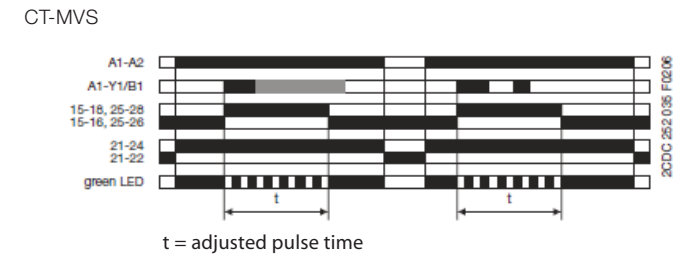 CT-MVS
A1-A2
A1-Y1/B1
15-18, 25-28
15-16, 25-26
21-24
21-22
green LED
t
t
2CDC 252 035 F0206
t = adjusted pulse time